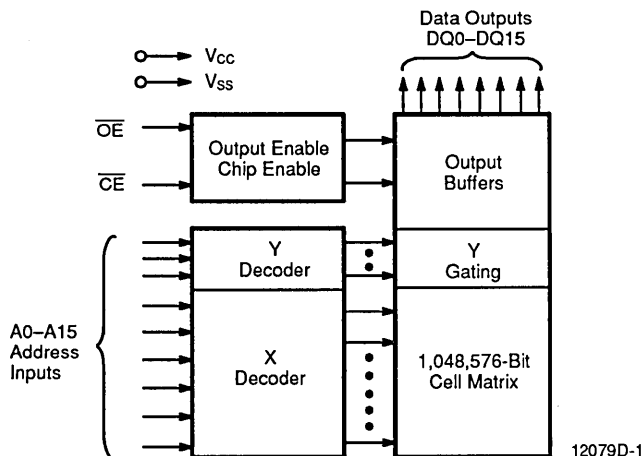 Data Outputs
DQ0–DQ15
VCC
VSS
OE
CE
Output Enable
Chip Enable
Output
Buffers
Y
Decoder
Y
Gating
A0–A15
Address
Inputs
X
Decoder
1,048,576-Bit
Cell Matrix
12079D-1